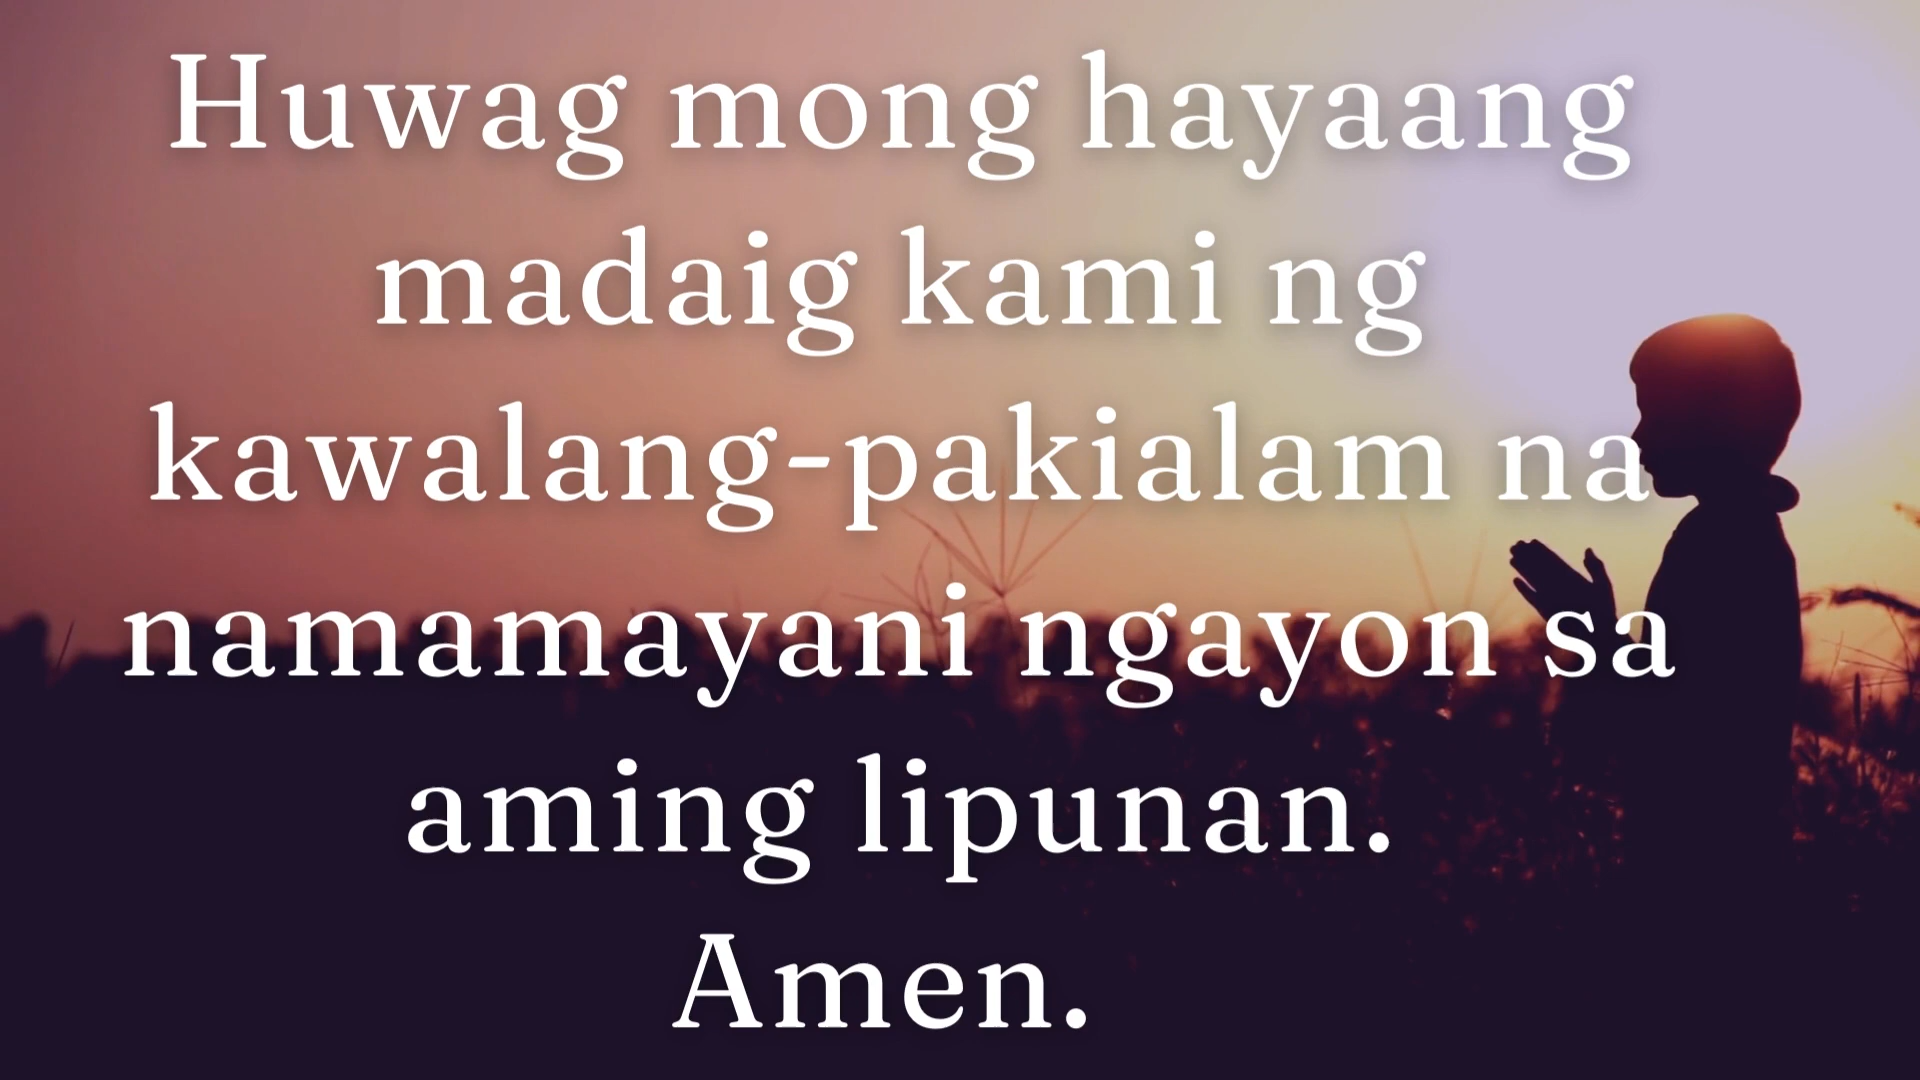 Huwag mong hayaang
madaig kami ng
kawalang-pakialam na
namamayani ngayon sa
aming lipunan.
Amen.